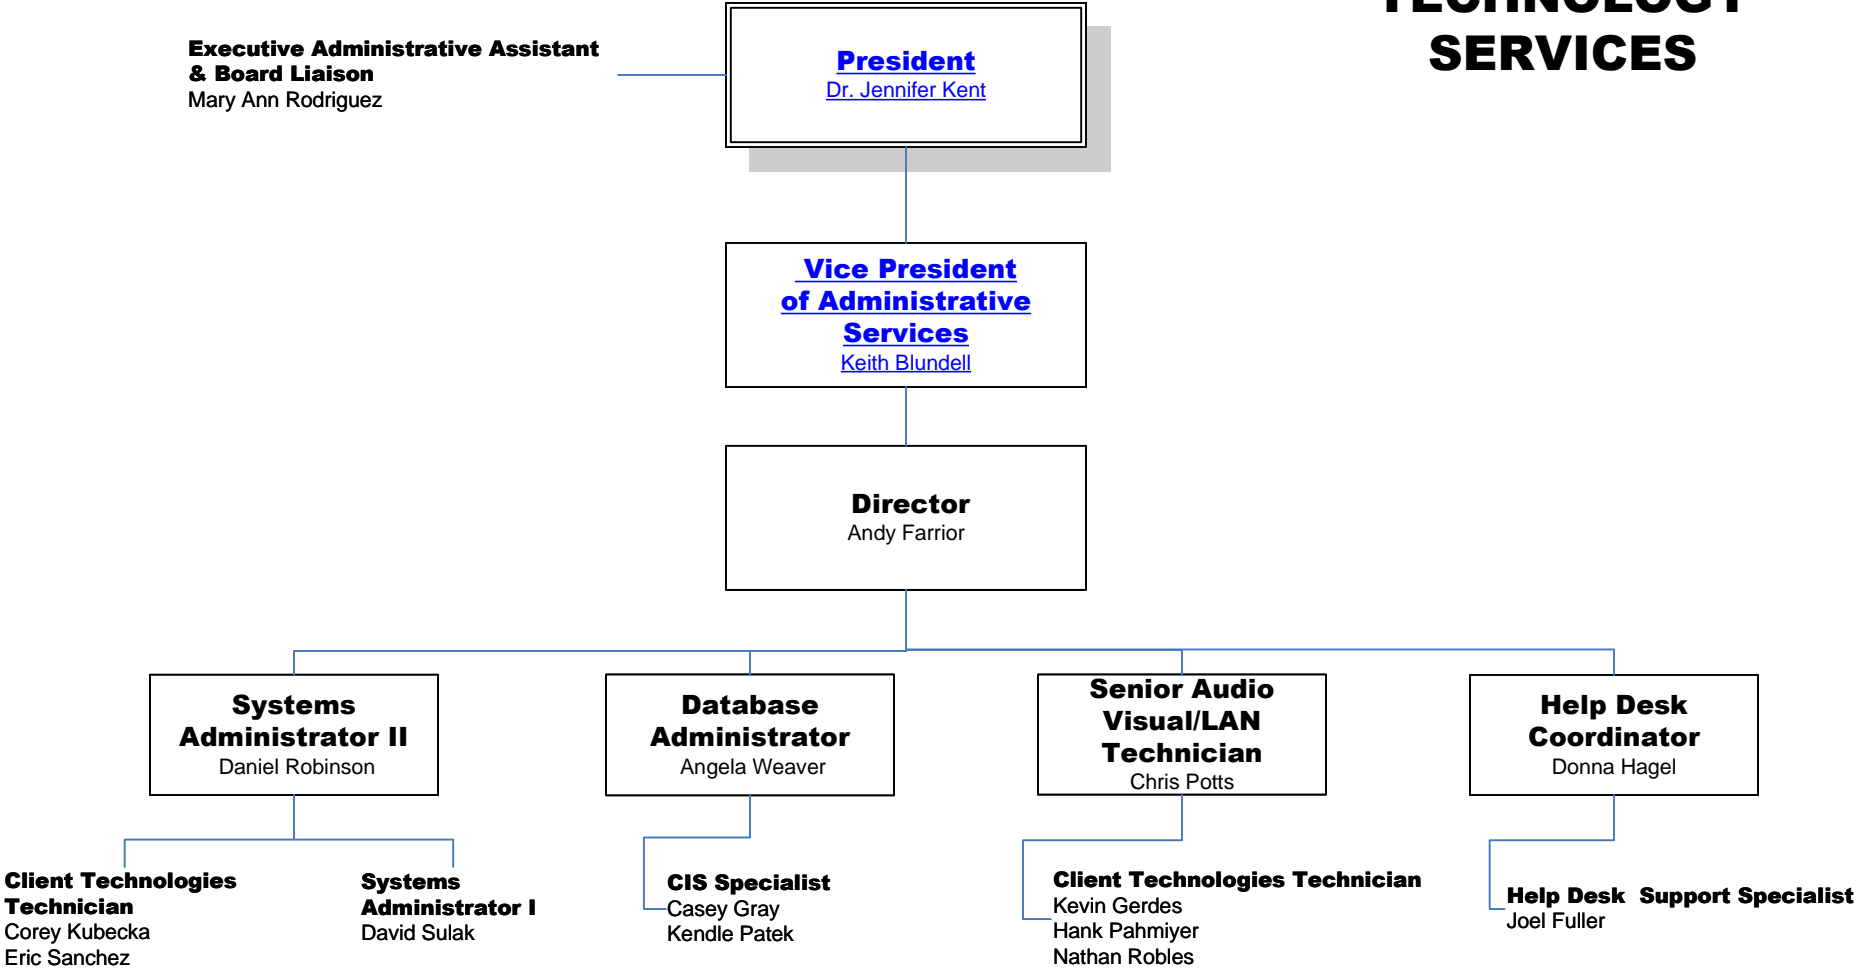 TECHNOLOGY
SERVICES
Executive Administrative Assistant
& Board Liaison
Mary Ann Rodriguez
President
Dr. Jennifer Kent
Vice President
of Administrative
Services
Keith Blundell
Director
Andy Farrior
Systems
Administrator II
Daniel Robinson
Database
Administrator
Angela Weaver
Senior Audio
Visual/LAN
Technician
Chris Potts
Help Desk
Coordinator
Donna Hagel
Client Technologies
Technician
Corey Kubecka
Eric Sanchez
Systems
Administrator I
David Sulak
CIS Specialist
Casey Gray
Kendle Patek
Client Technologies Technician
Kevin Gerdes
Hank Pahmiyer
Nathan Robles
Help Desk  Support Specialist
Joel Fuller